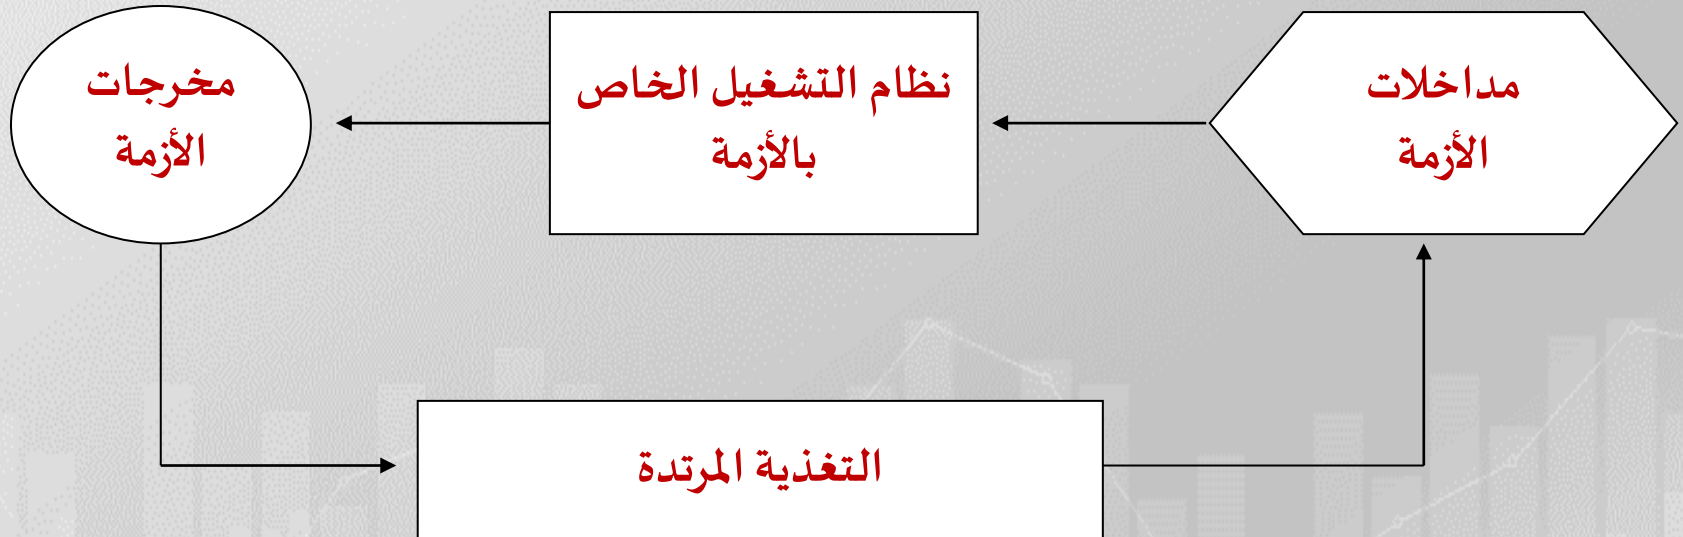 مداخلات
الأزمة
نظام التشغيل الخاص
بالأزمة
مخرجات
الأزمة
التغذية المرتدة